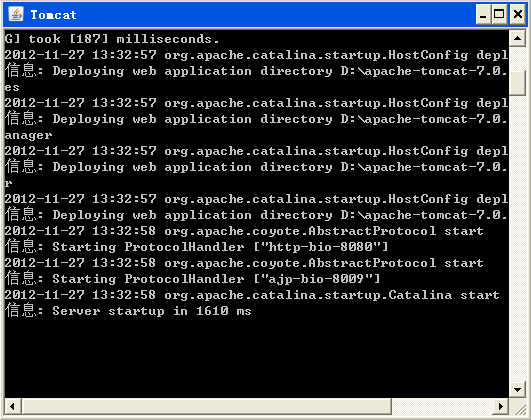 Tomcat
G] took [187] milliseconds.
2012-11-27 13:32:57 org.apache.catalina.startup.HostConfig depl
信息: Deploying web application directory D:\apache-tomcat-7.0.
es
2012-11-27 13:32:57 org.apache.catalina.startup.HostConfig depl
信息: Deploying web application directory D:\apache-tomcat-7.0.
anager
2012-11-27 13:32:57 org.apache.catalina.startup.HostConfig depl
信息: Deploying web application directory D:\apache-tomcat-7.0.
r
2012-11-27 13:32:57 org.apache.catalina.startup.HostConfig depl
信息: Deploying web application directory D:\apache-tomcat-7.0.
2012-11-27 13:32:58 org.apache.coyote.AbstractProtocol start
信息: Starting ProtocolHandler ["http-bio-8080"]
2012-11-27 13:32:58 org.apache.coyote.AbstractProtocol start
信息: Starting ProtocolHandler ["ajp-bio-8009"]
2012-11-27 13:32:58 org.apache.catalina.startup.Catalina start
信息: Server startup in 1610 ms